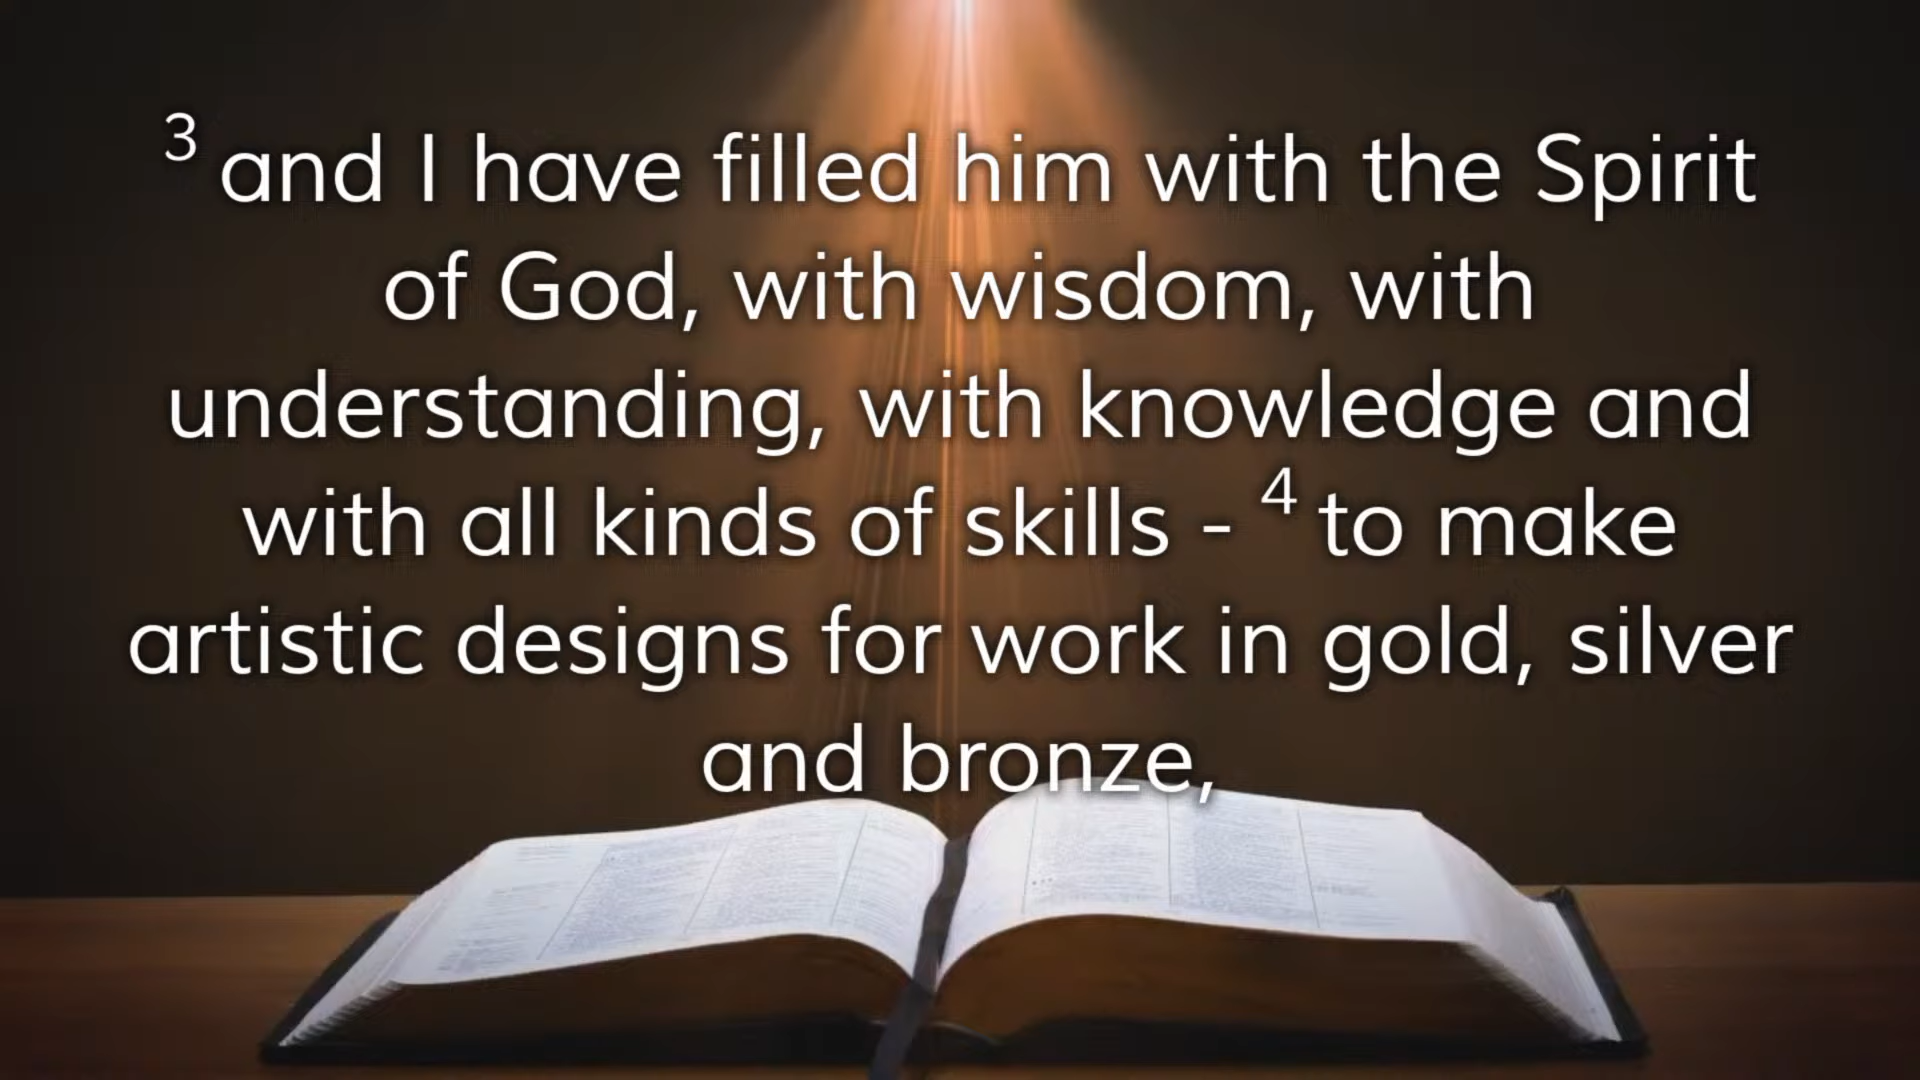 3 and I have filled him with the Spirit
of God, with wisdom, with
understanding, with knowledge and
with all kinds of skills - 4 to make
artistic designs for work in gold, silver
and bronze,